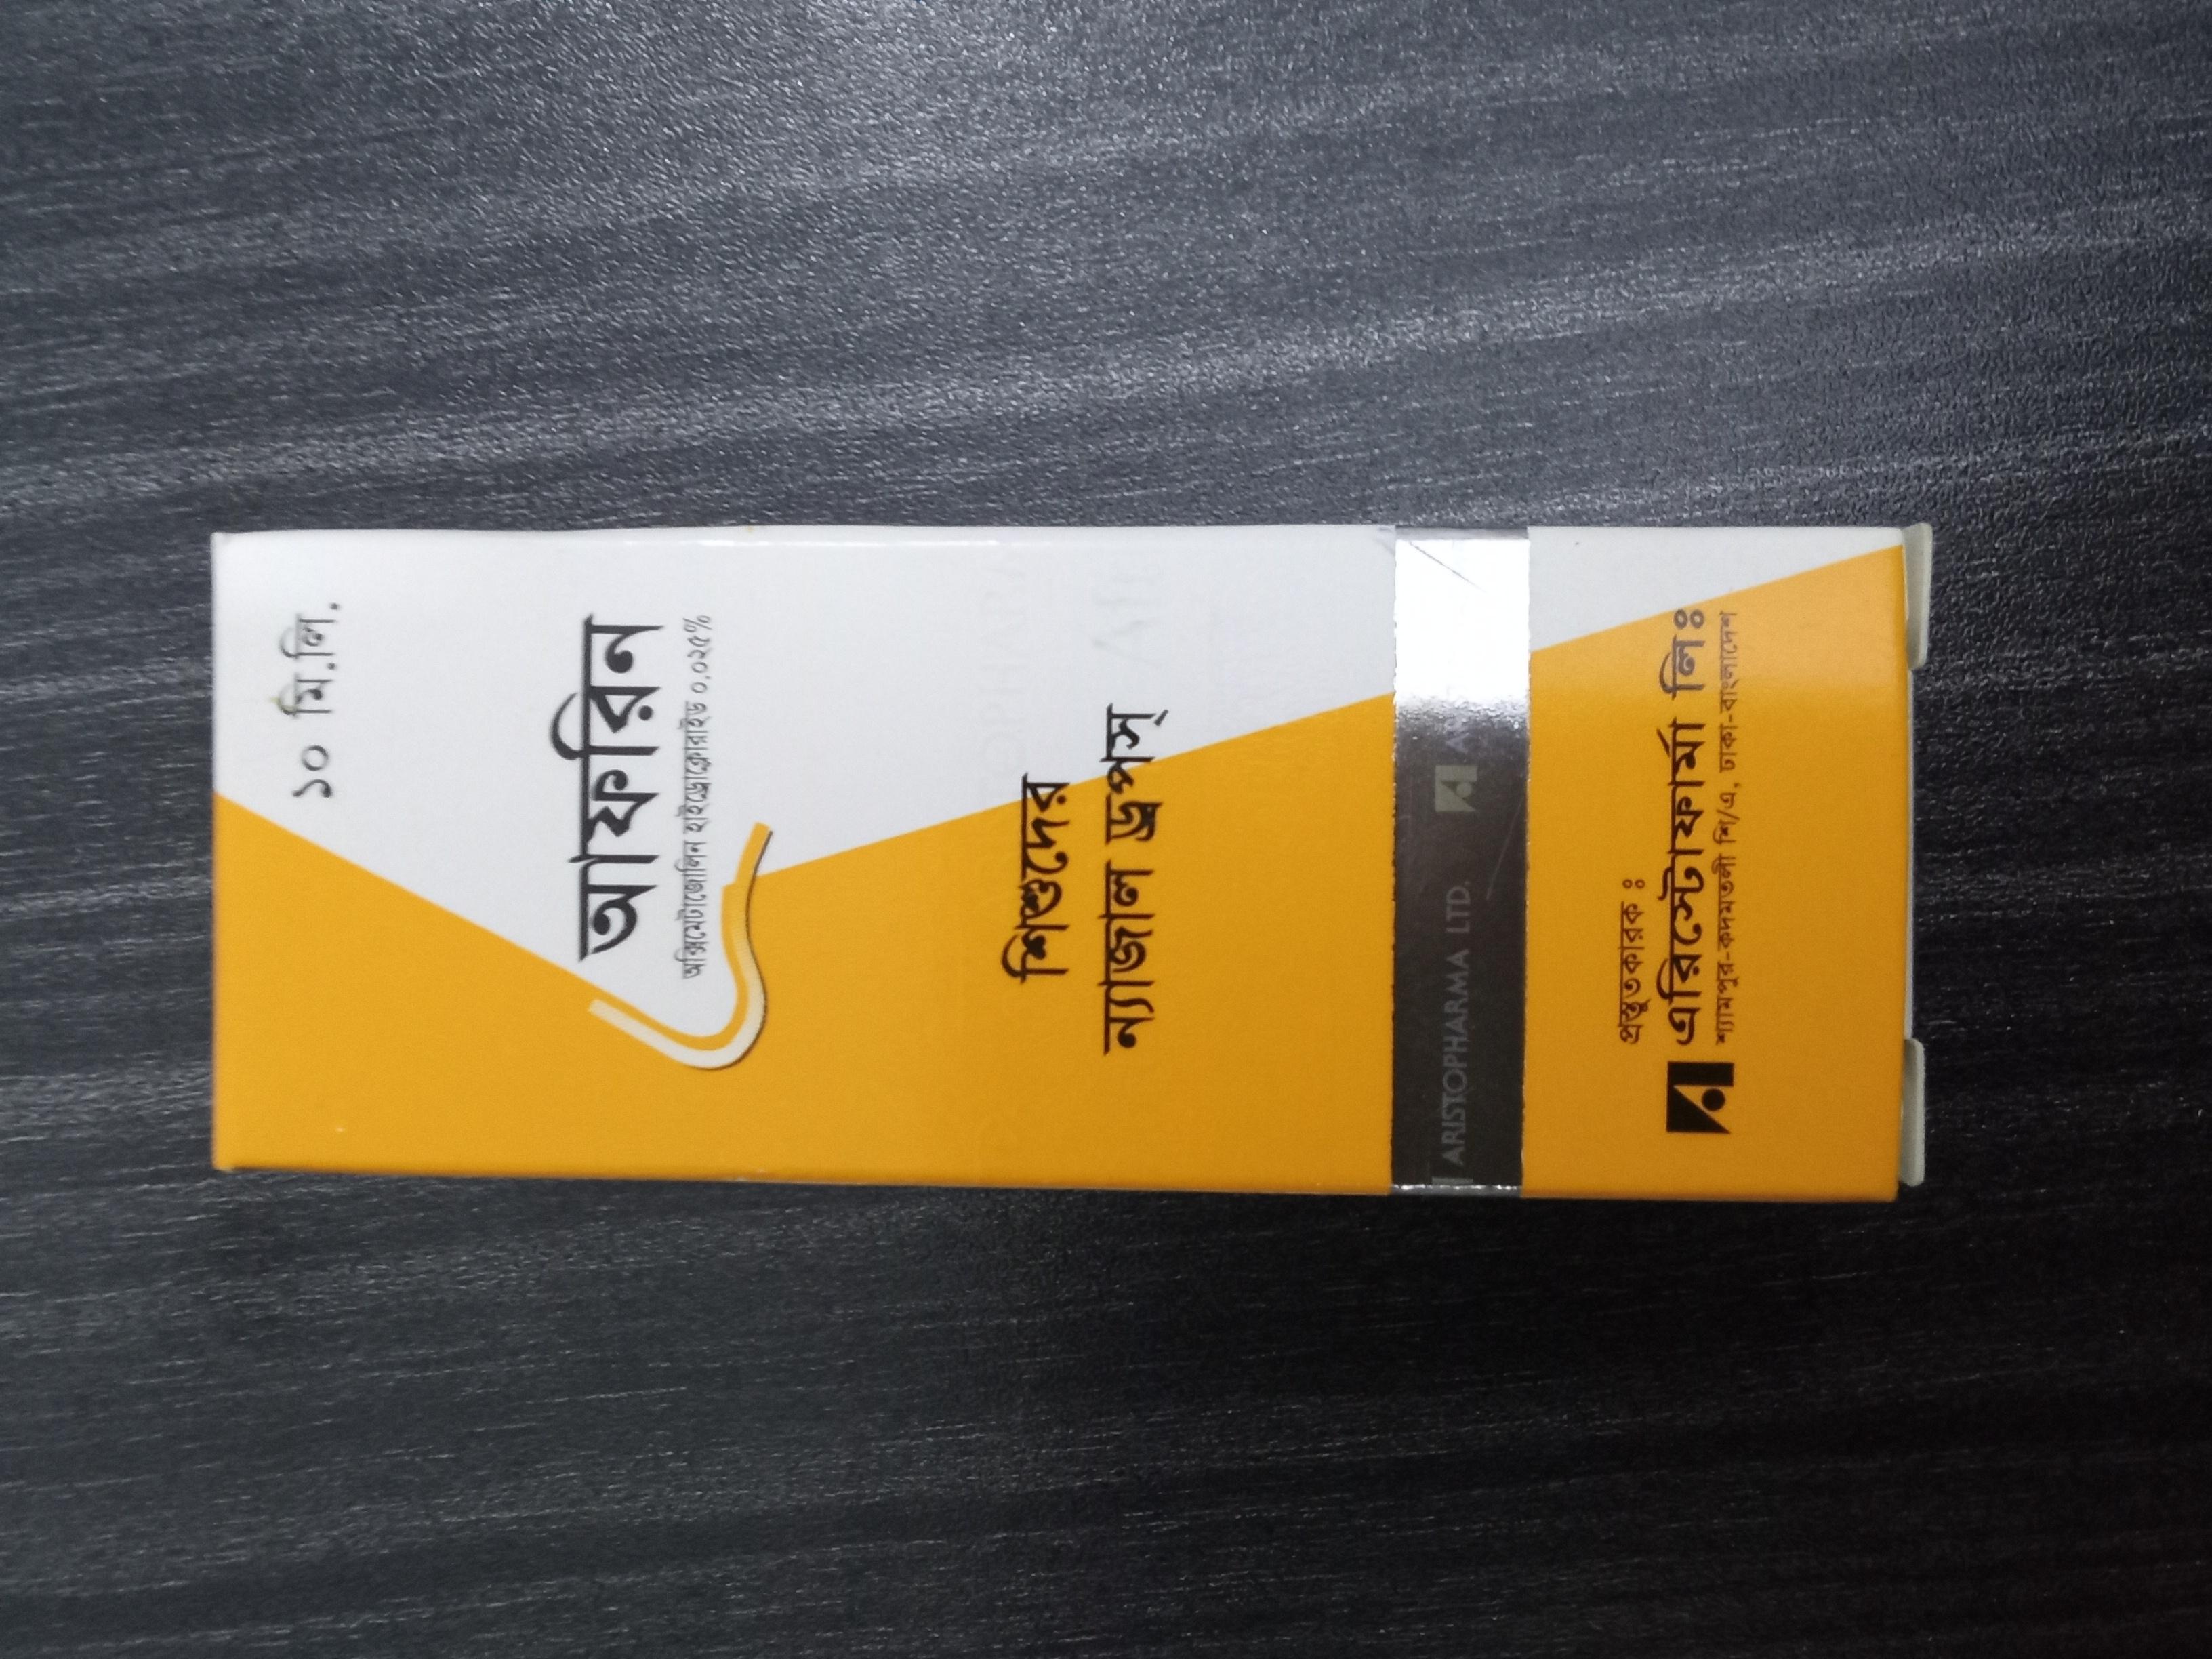 ১০ মি.লি.
আফরিন
অক্সিমেটাজোলিন হাইড্রোক্লোরাইড ০.০২৫%
শিশুদের
ন্যাজাল ড্রপস্
ARISTOPHARMA LTD.
প্রস্তুতকারক ঃ
এরিস্টোফার্মা লিঃ
শ্যামপুর-কদমতলী শি/এ, ঢাকা-বাংলাদেশ